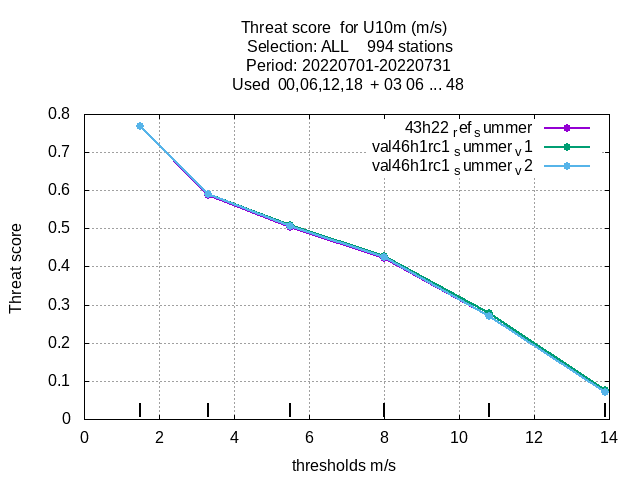 Threat score for U10m (m/s)
Selection: ALL 994 stations
Period: 20220701-20220731
Used 00,06,12,18 + 03 06 ... 48
43h22 ref summer
val46h1rc1 summer v1
val46h1rc1 summer v2
Threat score
0.8
0.7
0.6
0.5
0.4
0.3
0.2
0.1
0
0 2 4 6 8 10 12 14
thresholds m/s